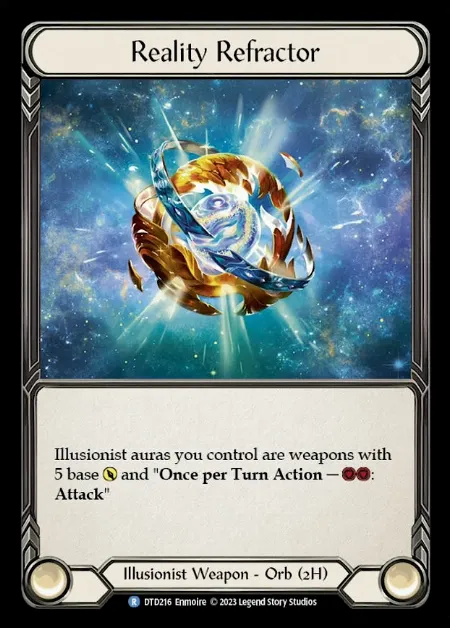 Reality Refractor
Illusionist auras you control are weapons with
5 base and "Once per Turn Action — :
Attack"
Illusionist Weapon - Orb (2H)
R DTD216 Enmoire © 2023 Legend Story Studios